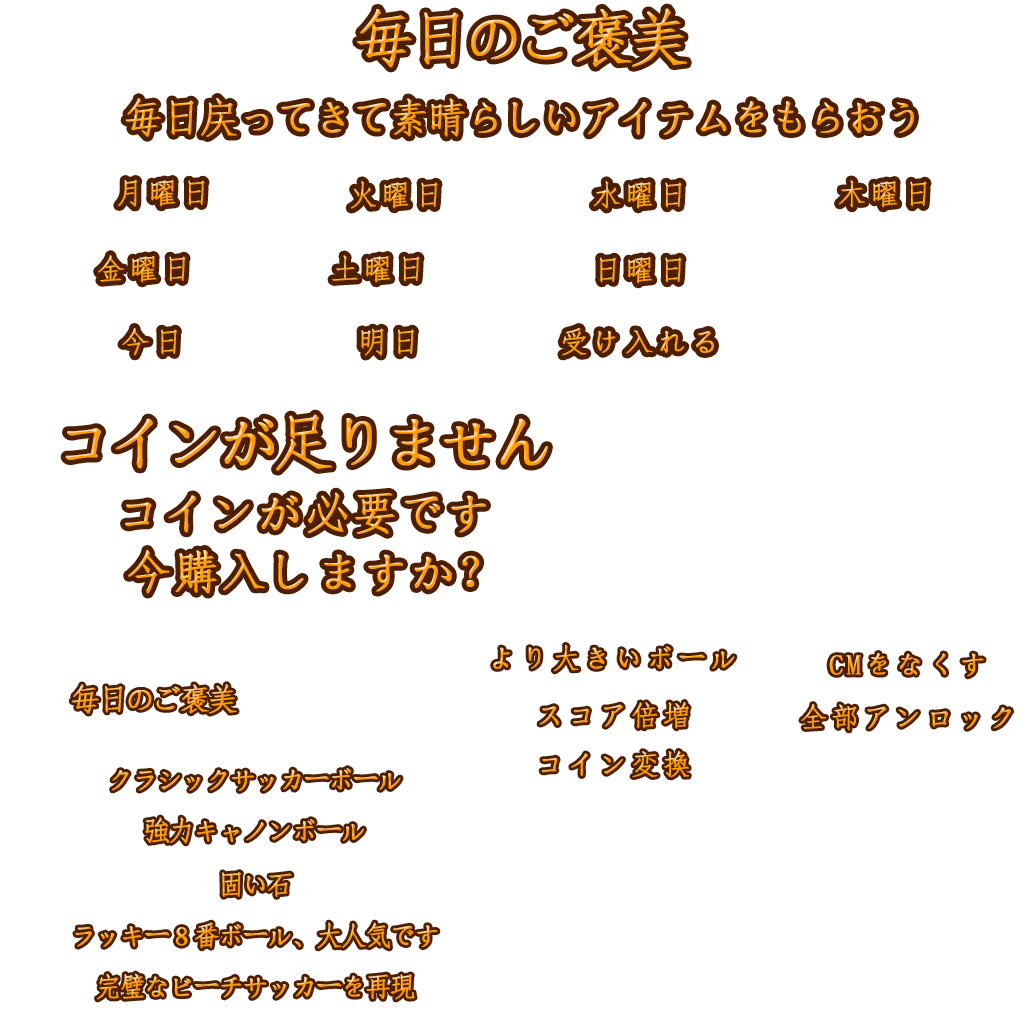 毎日のご褒美
毎日戻ってきて素晴らしいアイテムをもらおう
月曜日 火曜日 水曜日 木曜日
金曜日 土曜日 日曜日
今日 明日 受け入れる
コインが足りません
コインが必要です
今購入しますか?
より大きいボール CMをなくす
毎日のご褒美 スコア倍増 全部アンロック
コイン変換
クラシックサッカーボール
強力キャノンボール
固い石
ラッキー8番ボール、大人気です
完璧なビーチサッカーを再現